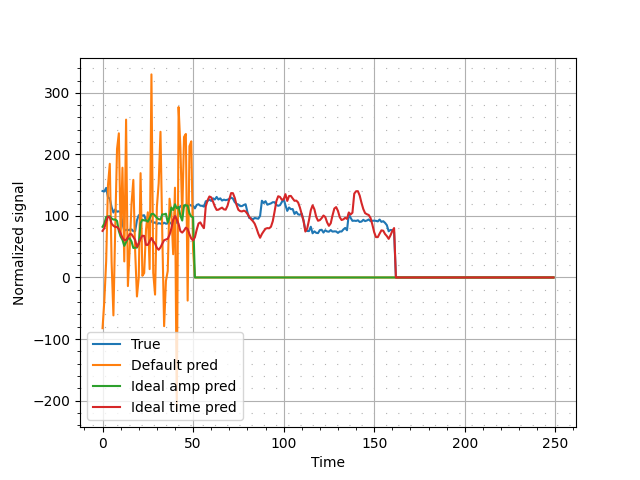 300
200
100
0
−100
−200
Normalized signal
True
Default pred
Ideal amp pred
Ideal time pred
0 50 100 150 200 250
Time